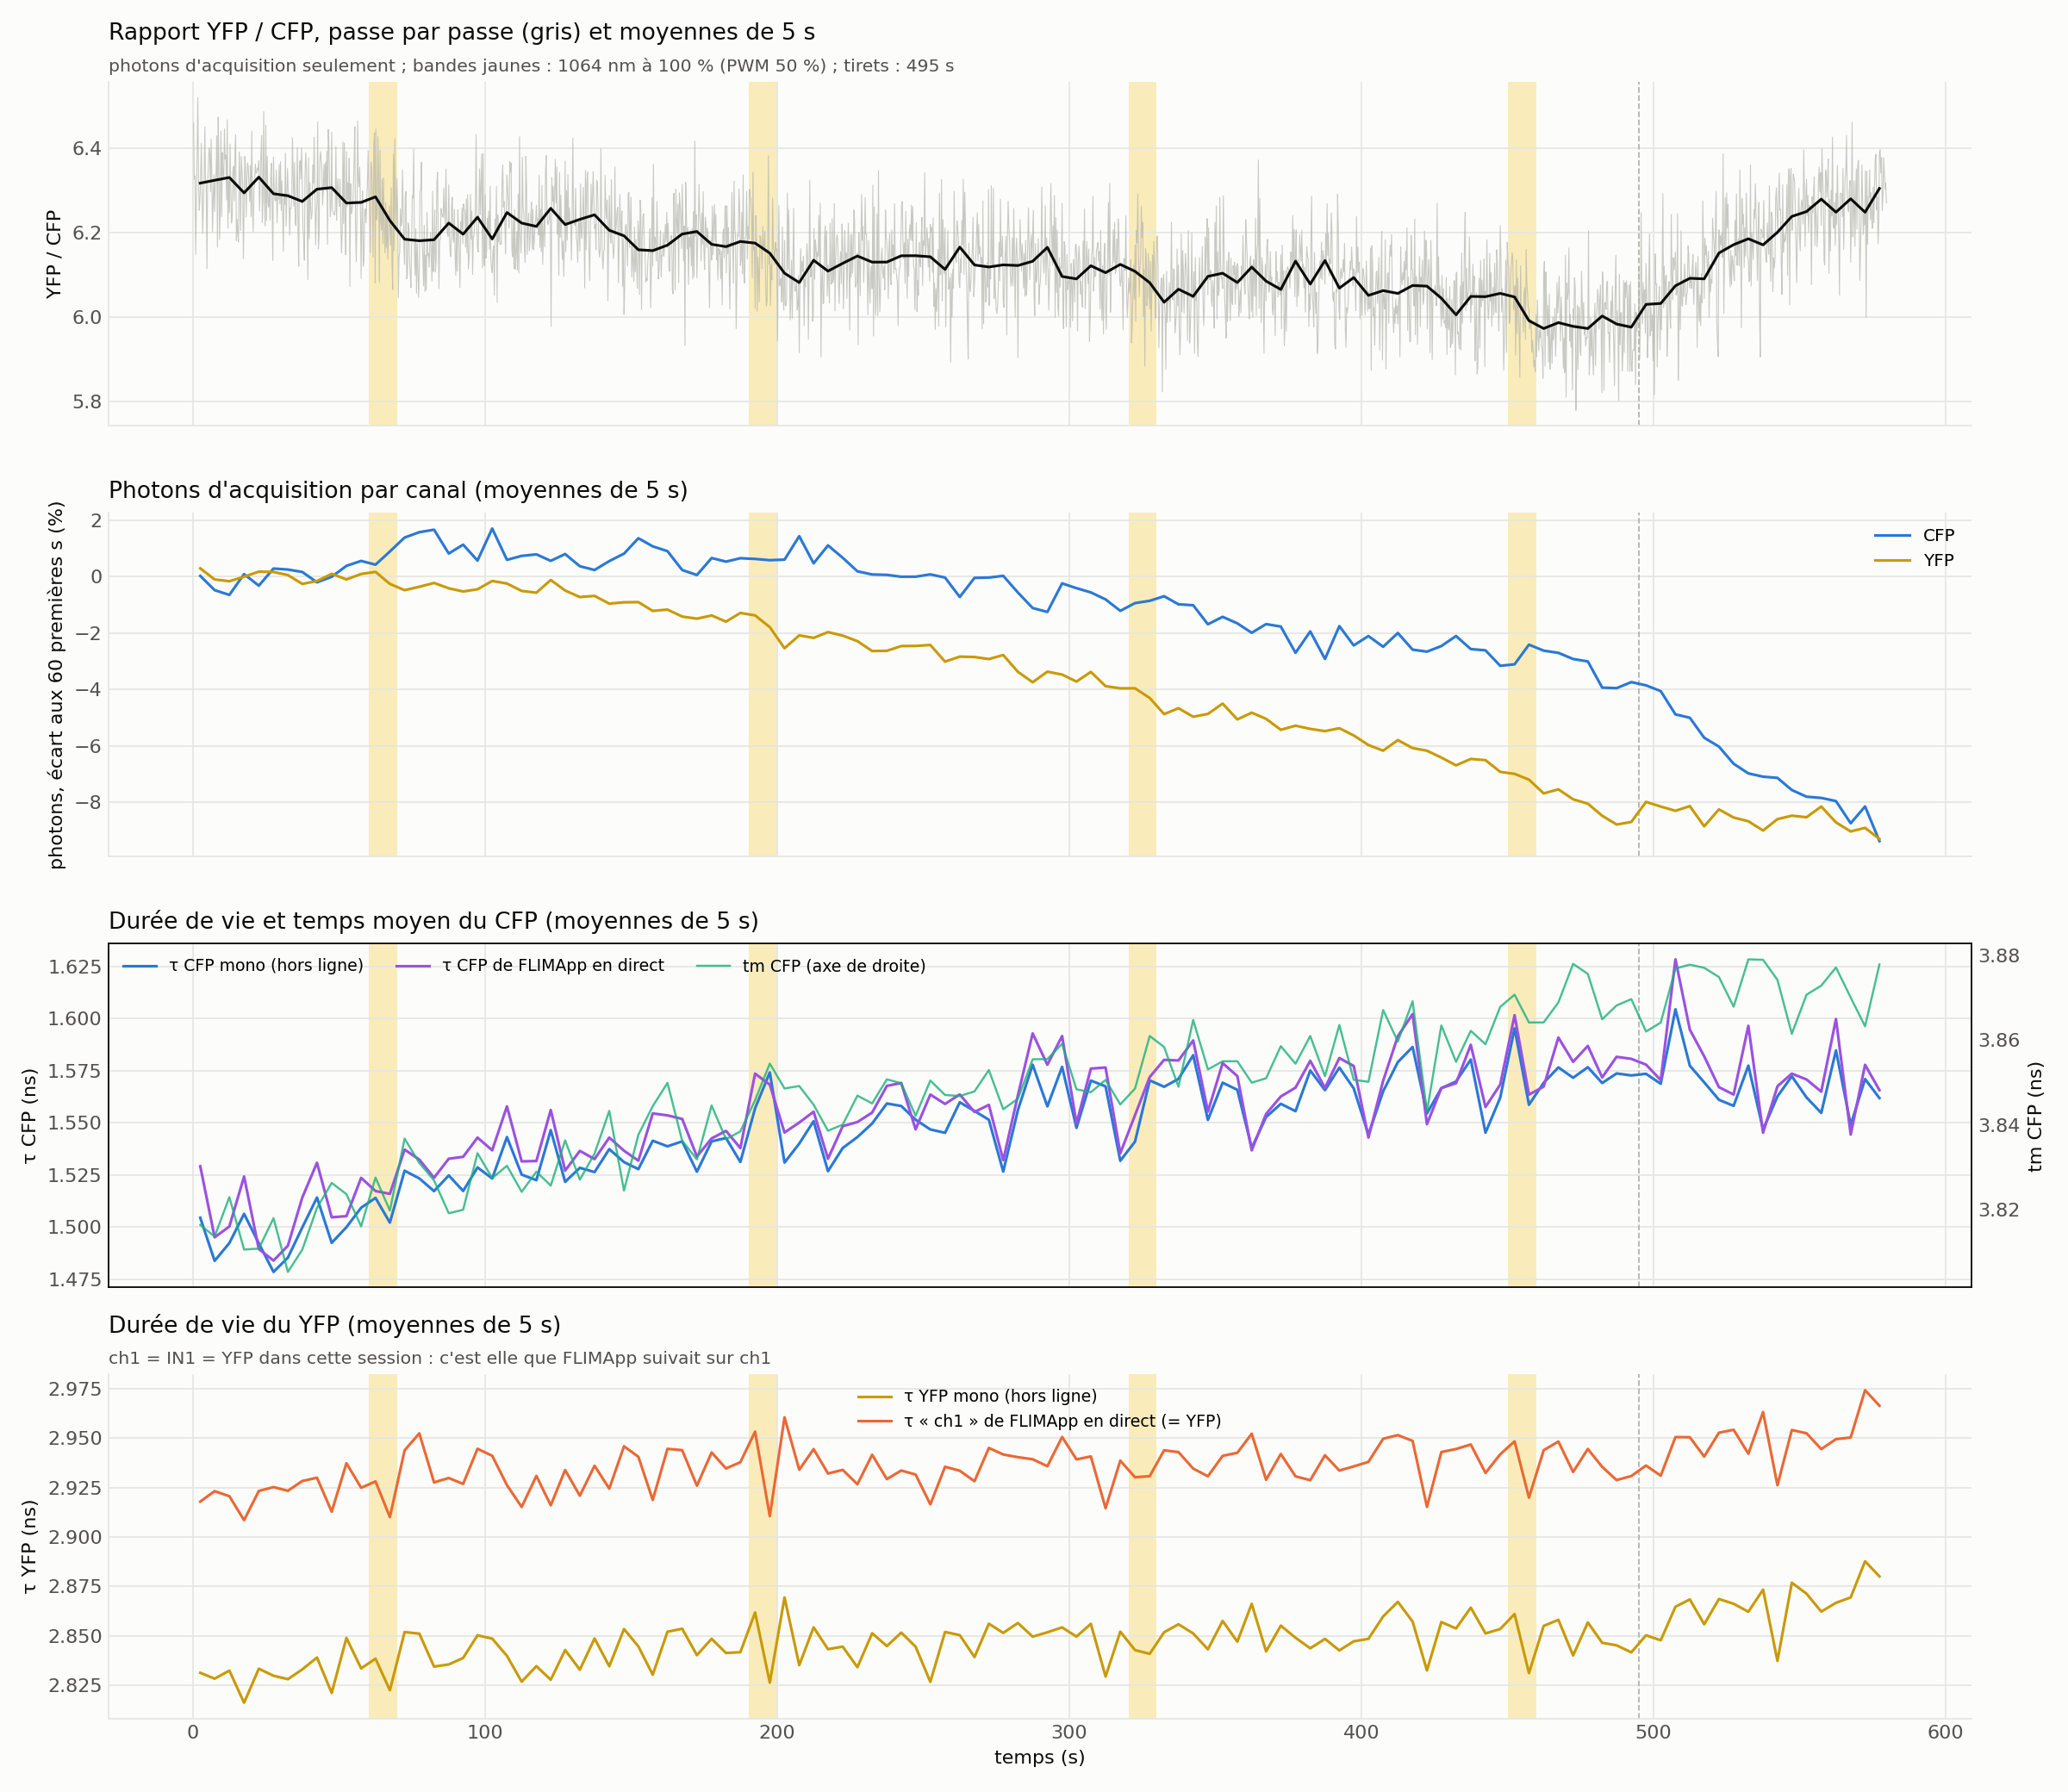 Rapport YFP / CFP, passe par passe (gris) et moyennes de 5 s
photons d'acquisition seulement ; bandes jaunes : 1064 nm à 100 % (PWM 50 %) ; tirets : 495 s
YFP / CFP
6.4
6.2
6.0
5.8
Photons d'acquisition par canal (moyennes de 5 s)
photons, écart aux 60 premières s (%)
2
0
−2
−4
−6
−8
CFP
YFP
Durée de vie et temps moyen du CFP (moyennes de 5 s)
τ CFP mono (hors ligne)
τ CFP de FLIMApp en direct
tm CFP (axe de droite)
τ CFP (ns)
1.625
1.600
1.575
1.550
1.525
1.500
1.475
3.88
3.86
3.84
3.82
tm CFP (ns)
Durée de vie du YFP (moyennes de 5 s)
ch1 = IN1 = YFP dans cette session : c'est elle que FLIMApp suivait sur ch1
τ YFP mono (hors ligne)
τ « ch1 » de FLIMApp en direct (= YFP)
τ YFP (ns)
2.975
2.950
2.925
2.900
2.875
2.850
2.825
0 100 200 300 400 500 600
temps (s)